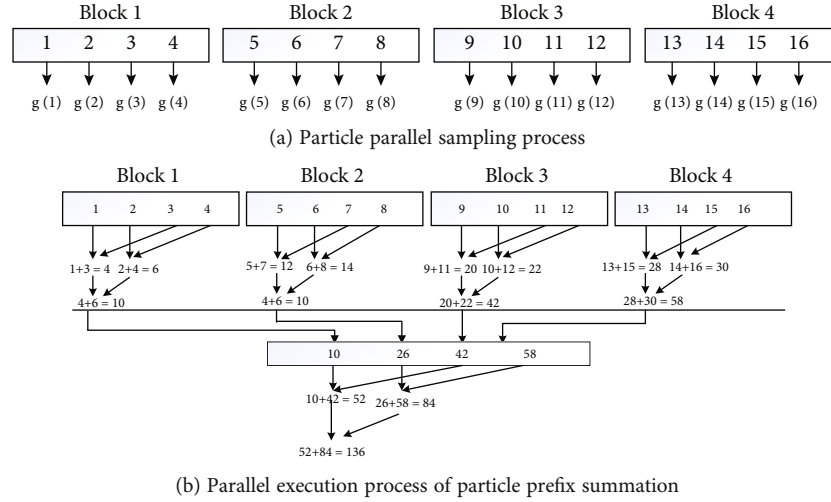 Block 1 Block 2 Block 3 Block 4
1 2 3 4 5 6 7 8 9 10 11 12 13 14 15 16
g (1) g (2) g (3) g (4) g (5) g (6) g (7) g (8) g (9) g (10) g (11) g (12) g (13) g (14) g (15) g (16)
(a) Particle parallel sampling process
Block 1 Block 2 Block 3 Block 4
1 2 3 4 5 6 7 8 9 10 11 12 13 14 15 16
1+3 = 4 2+4 = 6 5+7 = 12 6+8 = 14 9+11 = 20 10+12 = 22 13+15 = 28 14+16 = 30
4+6 = 10 4+6 = 10 20+22 = 42 28+30 = 58
10 26 42 58
10+42 = 52 26+58 = 84
52+84 = 136
(b) Parallel execution process of particle prefix summation